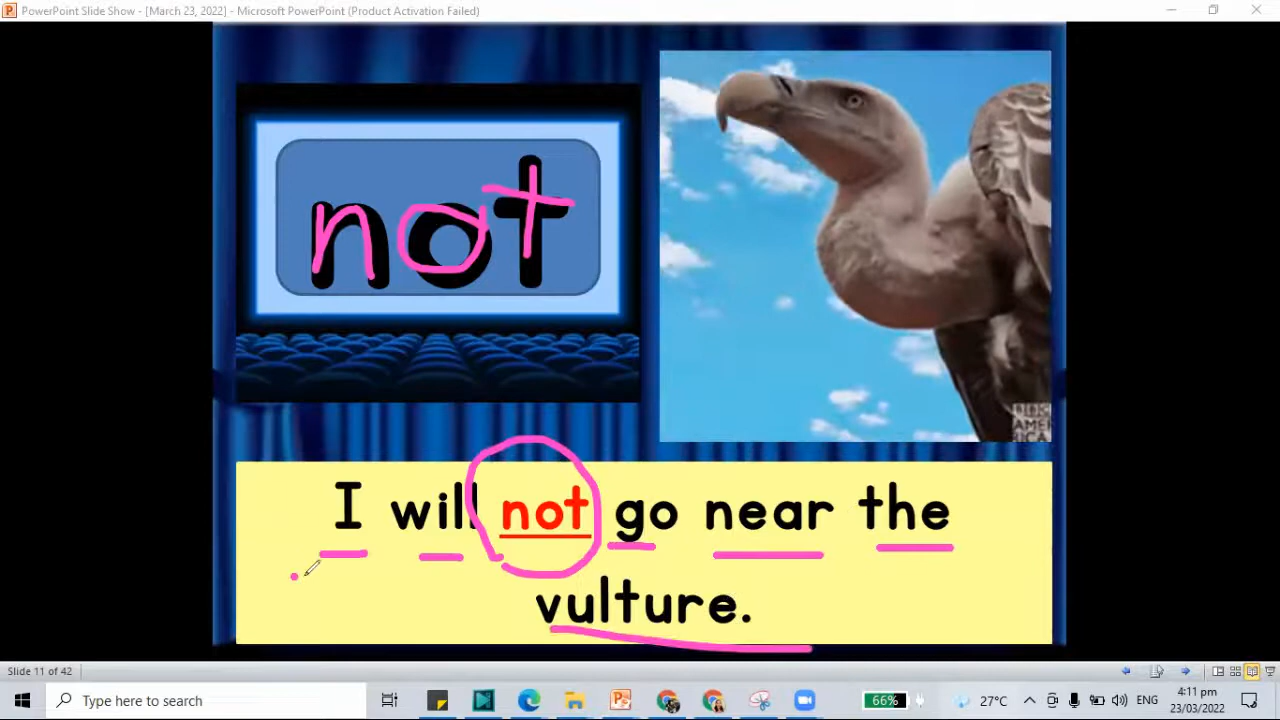 PowerPoint Slide Show - [March 23, 2022] - Microsoft PowerPoint (Product Activation Failed)
not
AMERICA
I will not go near the
vulture.
Slide 11 of 42
Type here to search
66%
27°C
ENG
4:11 pm
23/03/2022